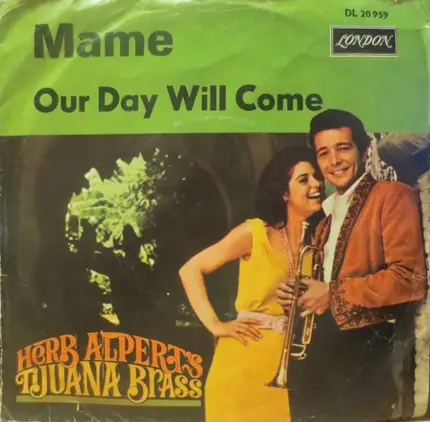 DL 20 959
LONDON
Mame
Our Day Will Come
HERB ALPERT'S
TIJUANA BRASS